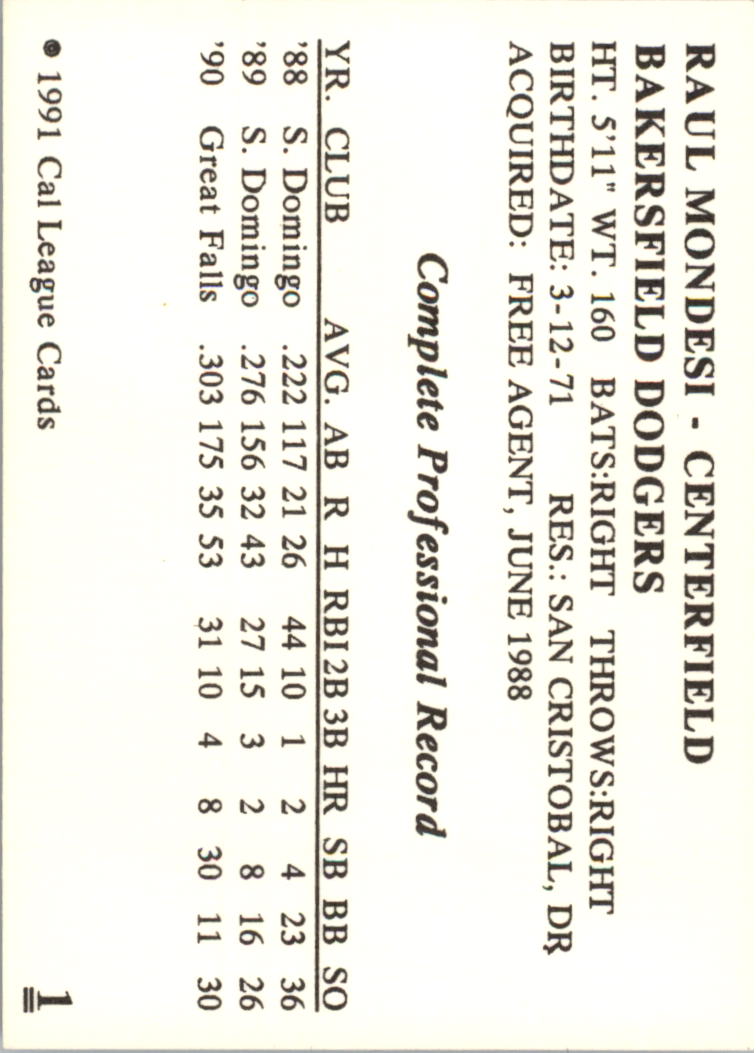 RAUL MONDESI - CENTERFIELD
BAKERSFIELD DODGERS
HT. 5'11" WT. 160 BATS:RIGHT THROWS:RIGHT
BIRTHDATE: 3-12-71 RES.: SAN CRISTOBAL, DR
ACQUIRED: FREE AGENT, JUNE 1988
Complete Professional Record
YR. CLUB AVG. AB R H RBI 2B 3B HR SB BB SO
'88 S. Domingo .222 117 21 26 44 10 1 2 4 23 36
'89 S. Domingo .276 156 32 43 27 15 3 2 8 16 26
'90 Great Falls .303 175 35 53 31 10 4 8 30 11 30
© 1991 Cal League Cards
1